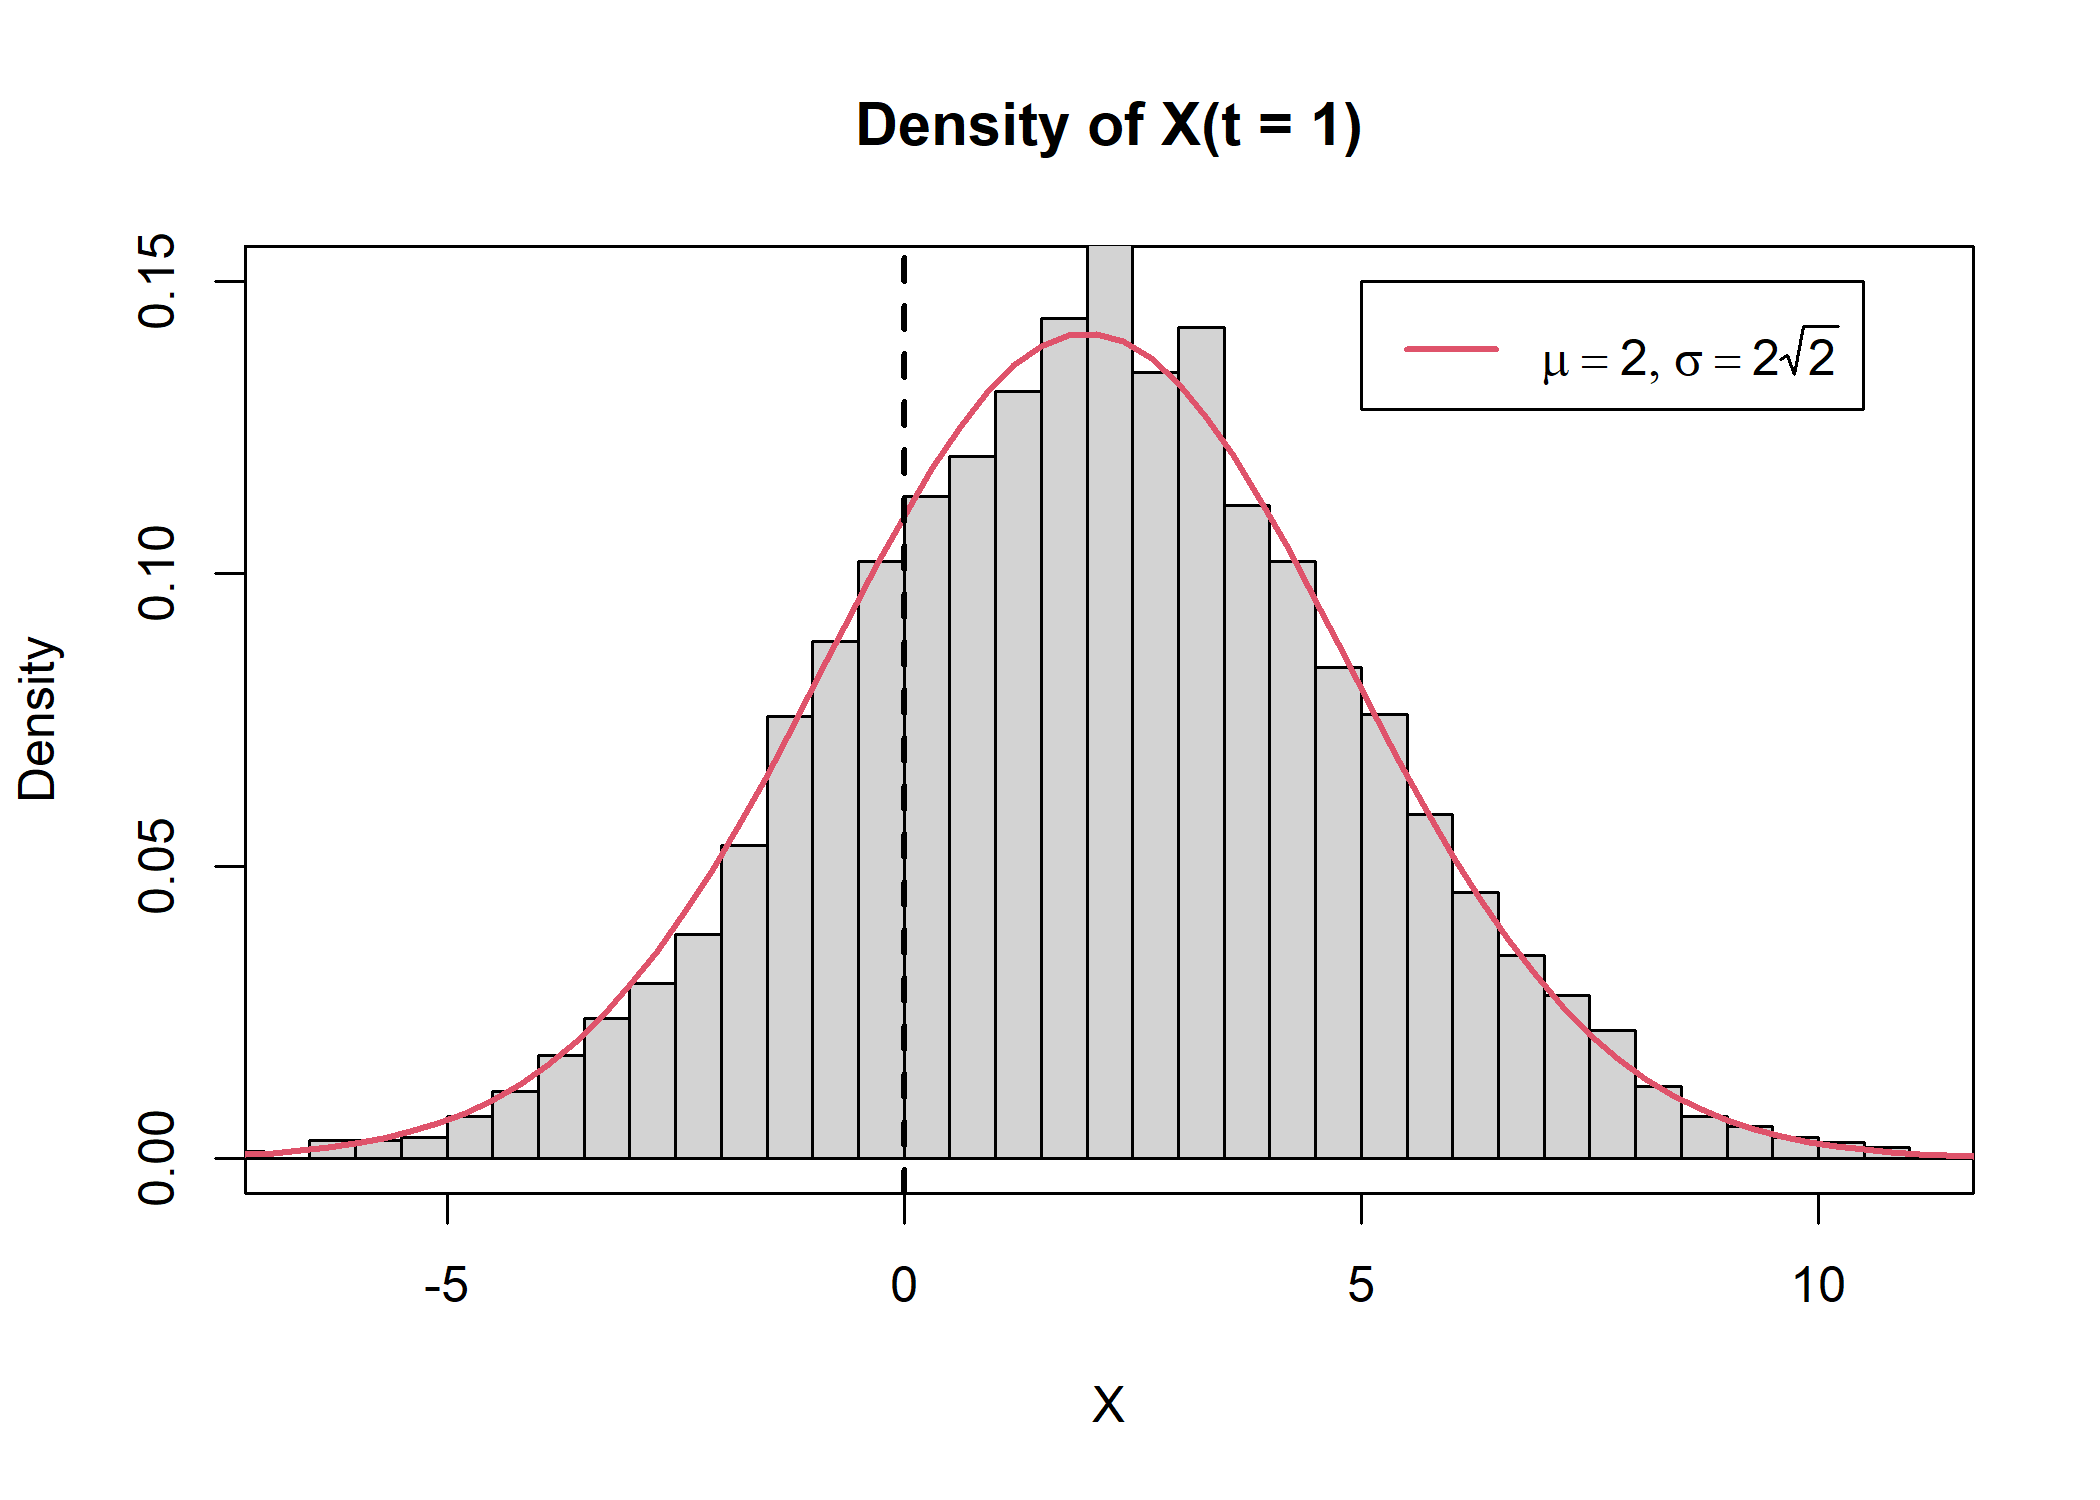 Density of X(t = 1)
μ = 2, σ = 2√2
Density
0.15
0.10
0.05
0.00
-5 0 5 10
X